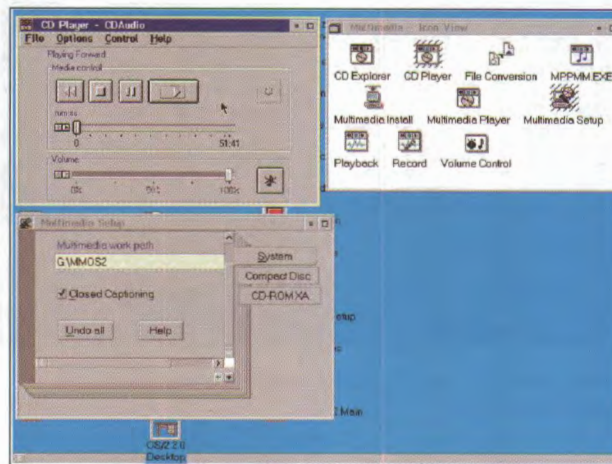 CD Player - CDAudio
File Options Control Help
Playing Forward
Media control
mm:ss
0 51:41
Volume
0% 50% 100%
Multimedia - Icon View
CD Explorer CD Player File Conversion MPPMM.EXE
Multimedia Install Multimedia Player Multimedia Setup
Playback Record Volume Control
Multimedia Setup
Multimedia work path
G:\MMOS2
Closed Captioning
Undo all Help
System
Compact Disc
CD-ROM XA
etup
2 Main
OS/2 2.0
Desktop